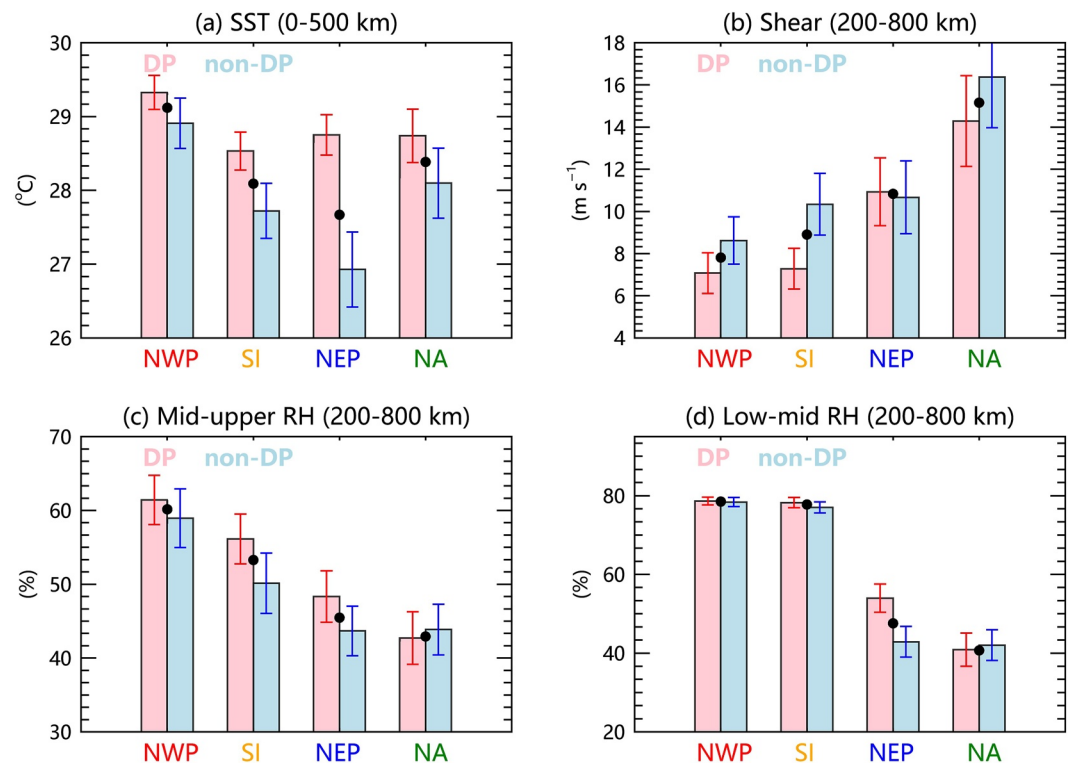 (a) SST (0-500 km)
DP non-DP
30
29
28
27
26
(°C)
NWP SI NEP NA
(b) Shear (200-800 km)
DP non-DP
18
16
14
12
10
8
6
4
(m s⁻¹)
NWP SI NEP NA
(c) Mid-upper RH (200-800 km)
DP non-DP
70
60
50
40
30
(%)
NWP SI NEP NA
(d) Low-mid RH (200-800 km)
DP non-DP
80
60
40
20
(%)
NWP SI NEP NA